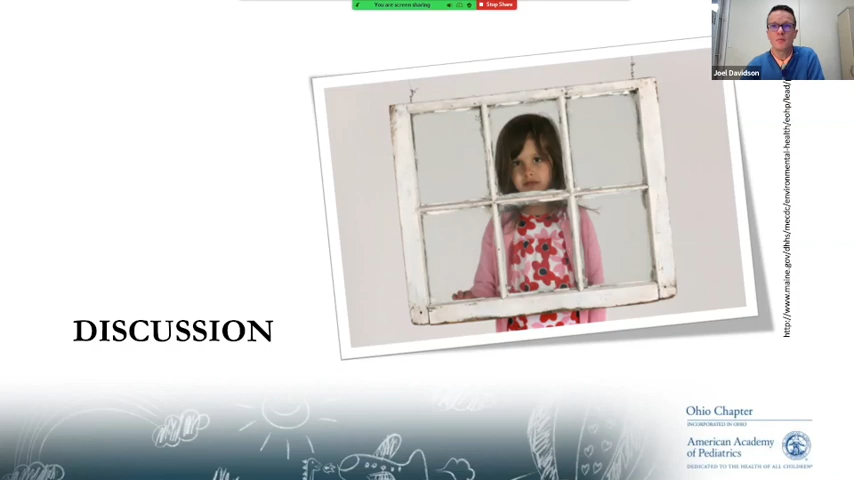 You are screen sharing
Stop Share
Joel Davidson
http://www.maine.gov/dhhs/mecdc/environmental-health/eohp/lead/
DISCUSSION
Ohio Chapter
INCORPORATED IN OHIO
American Academy
of Pediatrics
DEDICATED TO THE HEALTH OF ALL CHILDREN®